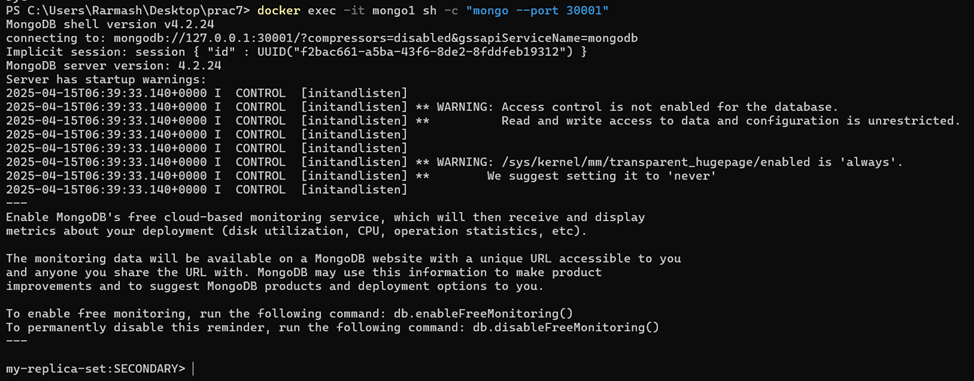 PS C:\Users\Rarmash\Desktop\prac7> docker exec -it mongo1 sh -c "mongo --port 30001"
MongoDB shell version v4.2.24
connecting to: mongodb://127.0.0.1:30001/?compressors=disabled&gssapiServiceName=mongodb
Implicit session: session { "id" : UUID("f2bac661-a5ba-43f6-8de2-8fddfeb19312") }
MongoDB server version: 4.2.24
Server has startup warnings:
2025-04-15T06:39:33.140+0000 I  CONTROL  [initandlisten]
2025-04-15T06:39:33.140+0000 I  CONTROL  [initandlisten] ** WARNING: Access control is not enabled for the database.
2025-04-15T06:39:33.140+0000 I  CONTROL  [initandlisten] **          Read and write access to data and configuration is unrestricted.
2025-04-15T06:39:33.140+0000 I  CONTROL  [initandlisten]
2025-04-15T06:39:33.140+0000 I  CONTROL  [initandlisten]
2025-04-15T06:39:33.140+0000 I  CONTROL  [initandlisten] ** WARNING: /sys/kernel/mm/transparent_hugepage/enabled is 'always'.
2025-04-15T06:39:33.140+0000 I  CONTROL  [initandlisten] **        We suggest setting it to 'never'
2025-04-15T06:39:33.140+0000 I  CONTROL  [initandlisten]
---
Enable MongoDB's free cloud-based monitoring service, which will then receive and display
metrics about your deployment (disk utilization, CPU, operation statistics, etc).

The monitoring data will be available on a MongoDB website with a unique URL accessible to you
and anyone you share the URL with. MongoDB may use this information to make product
improvements and to suggest MongoDB products and deployment options to you.

To enable free monitoring, run the following command: db.enableFreeMonitoring()
To permanently disable this reminder, run the following command: db.disableFreeMonitoring()
---

my-replica-set:SECONDARY>